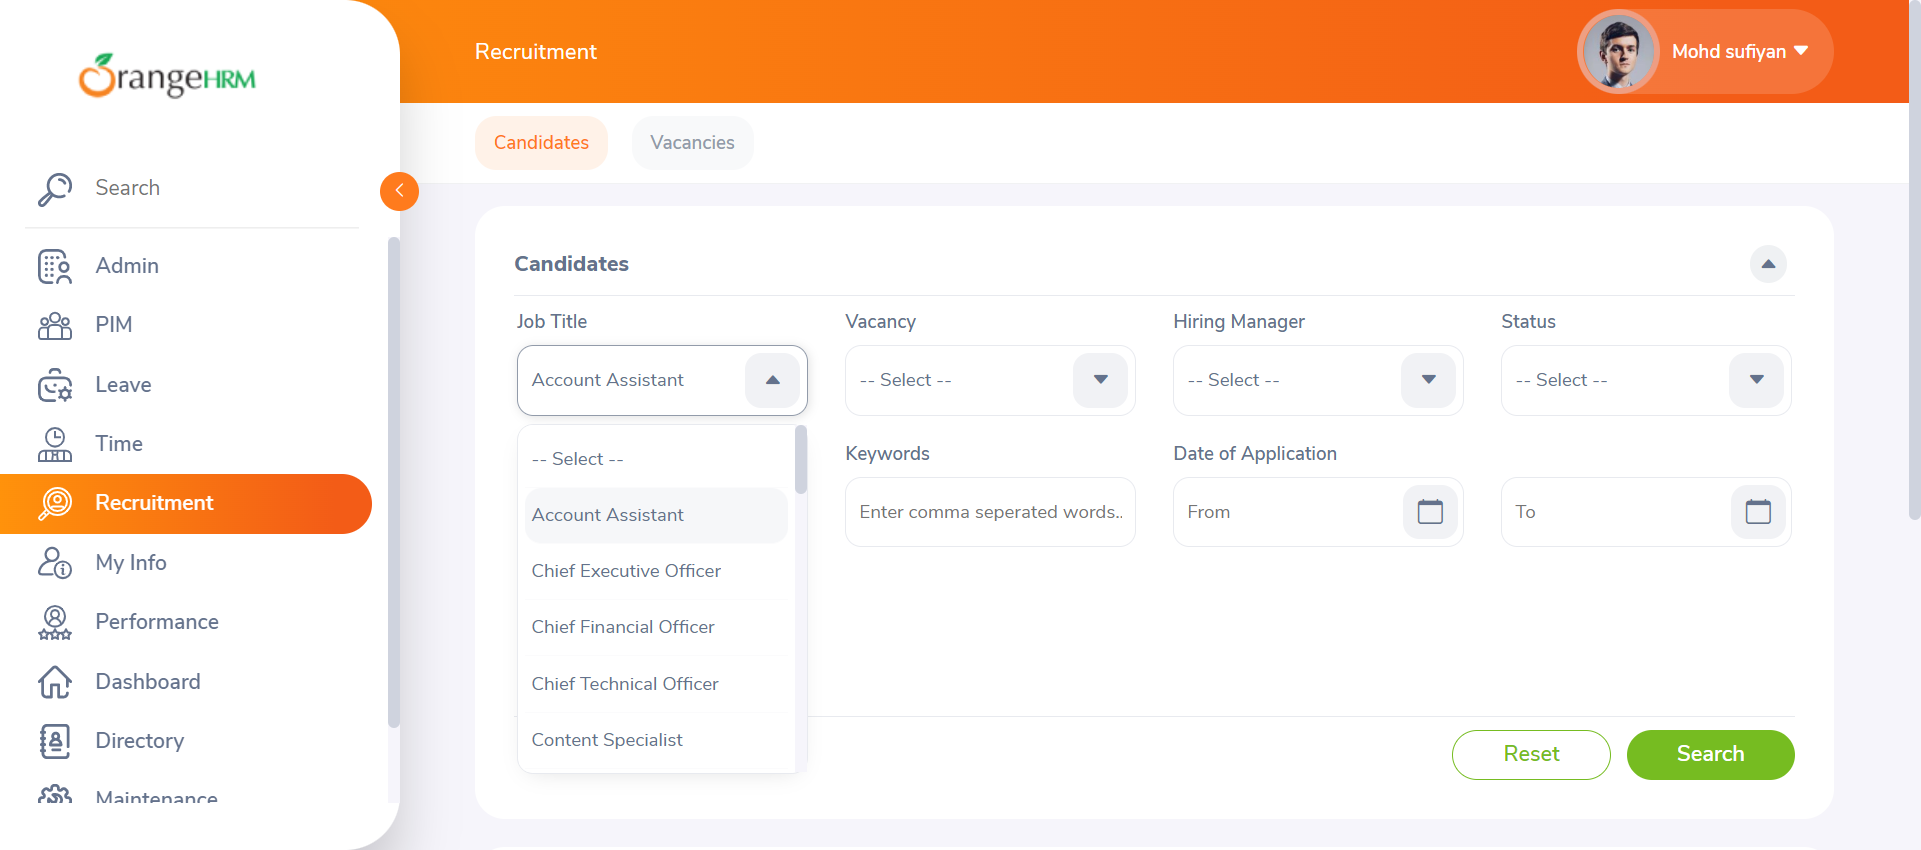 OrangeHRM
Search
Admin
PIM
Leave
Time
Recruitment
My Info
Performance
Dashboard
Directory
Maintenance
Recruitment
Mohd sufiyan
Candidates
Vacancies
Candidates
Job Title
Account Assistant
-- Select --
Account Assistant
Chief Executive Officer
Chief Financial Officer
Chief Technical Officer
Content Specialist
Vacancy
-- Select --
Hiring Manager
-- Select --
Status
-- Select --
Keywords
Enter comma seperated words..
Date of Application
From
To
Reset
Search